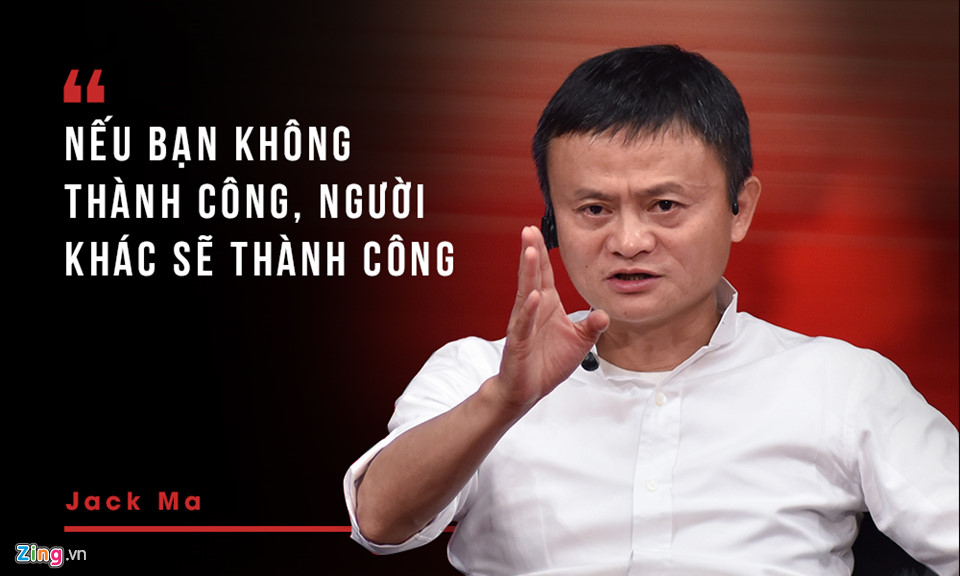 “
NẾU BẠN KHÔNG
THÀNH CÔNG, NGƯỜI
KHÁC SẼ THÀNH CÔNG
Jack Ma
Zing.vn